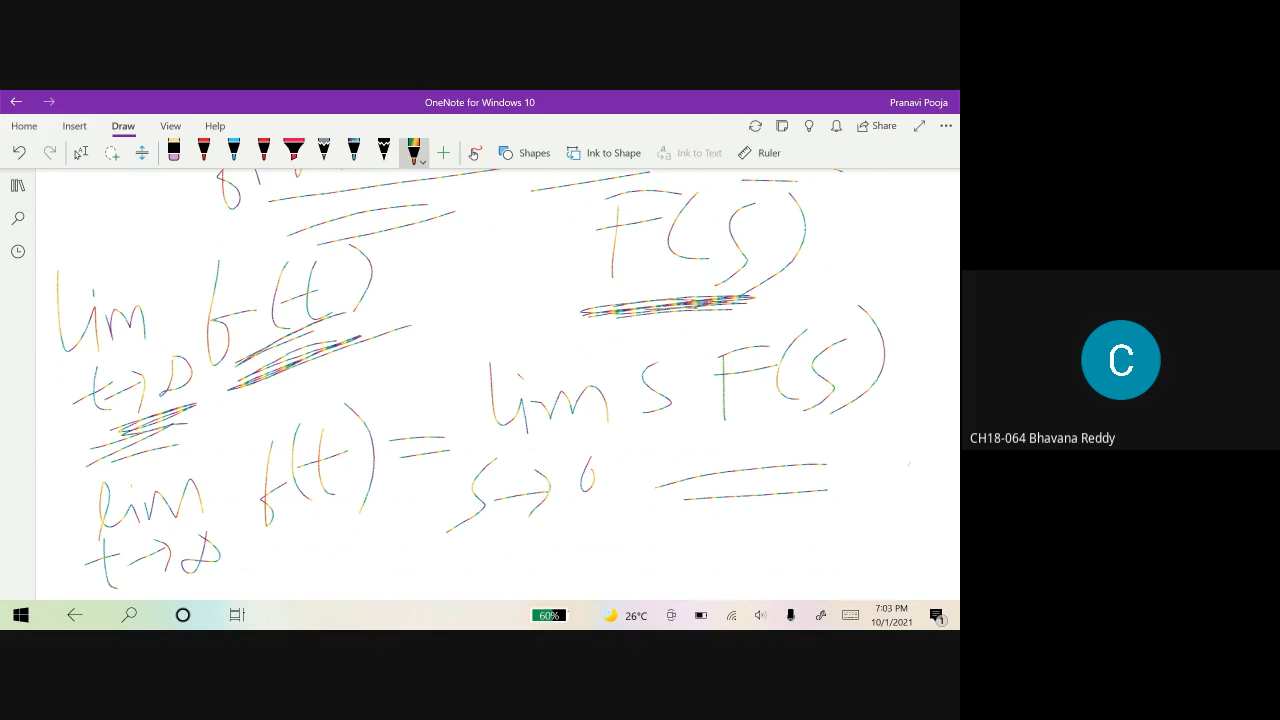 OneNote for Windows 10
Pranavi Pooja
Home Insert Draw View Help
Share
Shapes Ink to Shape Ink to Text Ruler
F(s)
lim f(t)
t→∞
lim f(t) = lim s F(s)
t→∞ s→0
C
CH18-064 Bhavana Reddy
60%
26°C
7:03 PM
10/1/2021
1